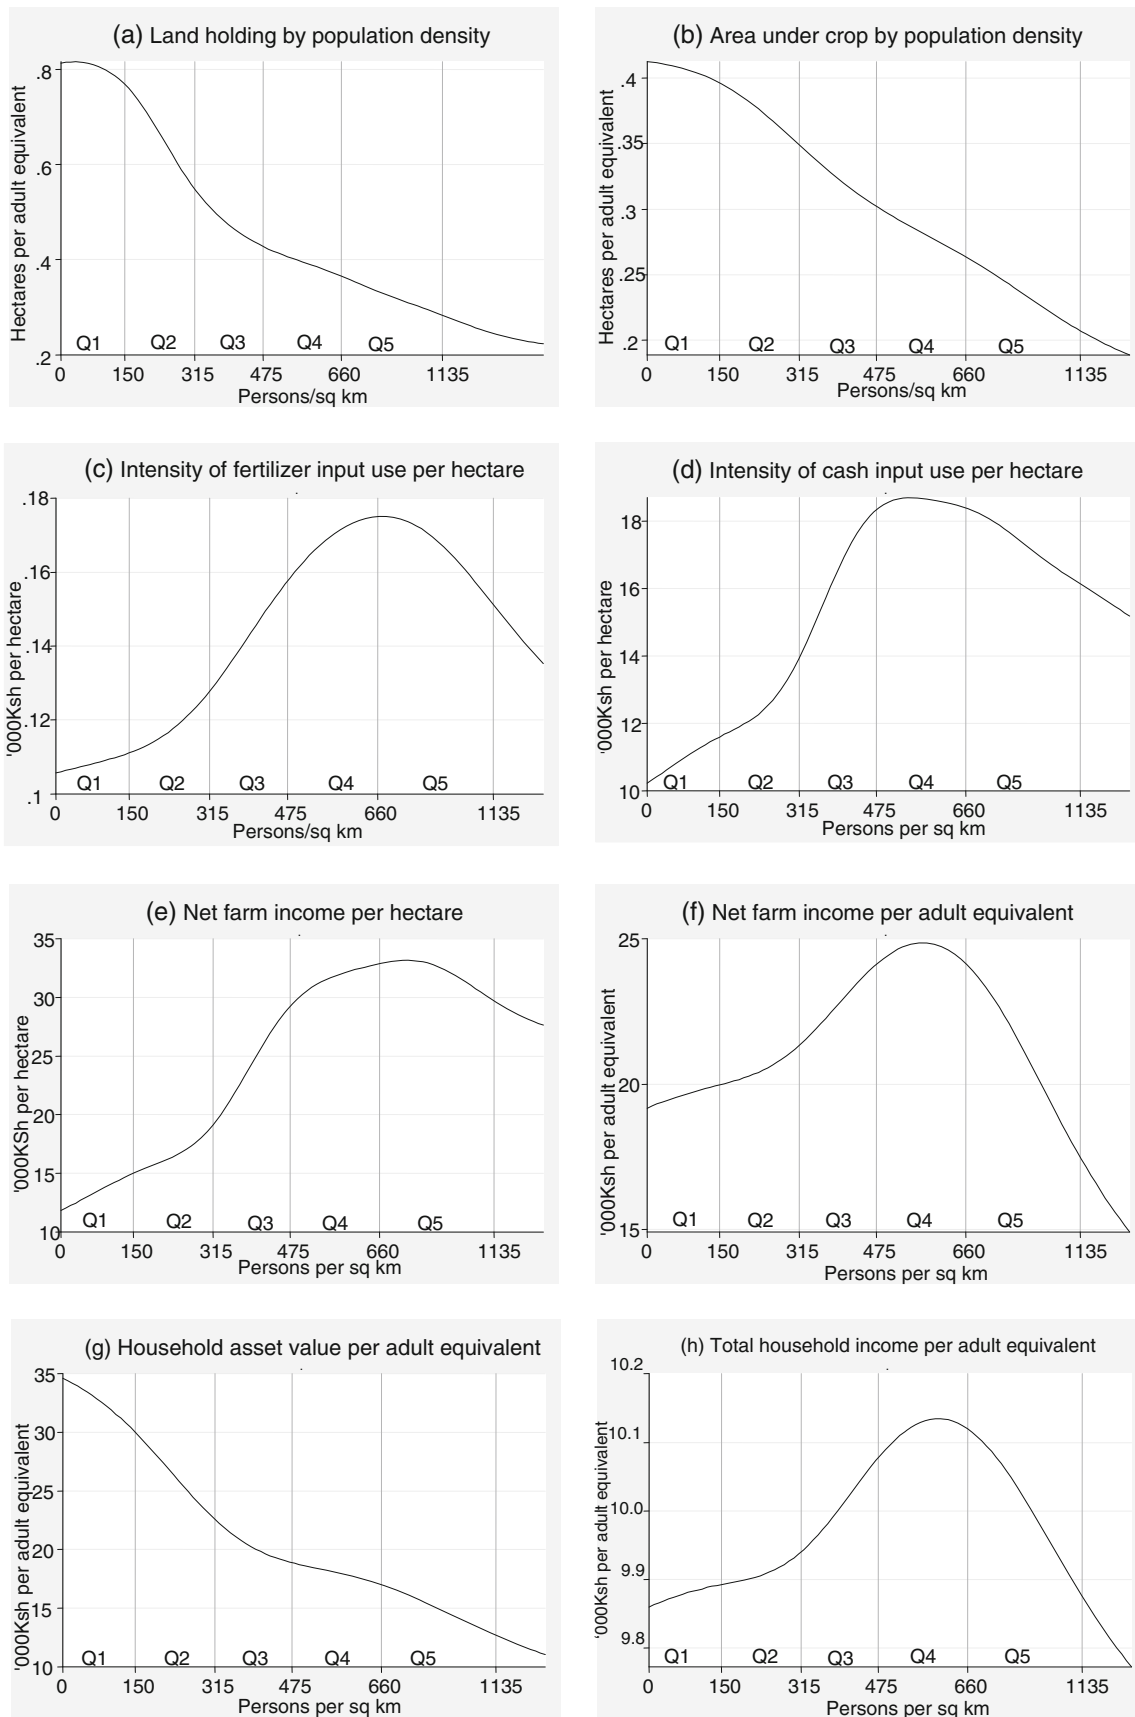 (a) Land holding by population density
Hectares per adult equivalent
.8
.6
.4
.2
Q1 Q2 Q3 Q4 Q5
0 150 315 475 660 1135
Persons/sq km
(b) Area under crop by population density
Hectares per adult equivalent
.4
.35
.3
.25
.2
Q1 Q2 Q3 Q4 Q5
0 150 315 475 660 1135
Persons/sq km
(c) Intensity of fertilizer input use per hectare
'000Ksh per hectare
.18
.16
.14
.12
.1
Q1 Q2 Q3 Q4 Q5
0 150 315 475 660 1135
Persons/sq km
(d) Intensity of cash input use per hectare
'000Ksh per hectare
18
16
14
12
10
Q1 Q2 Q3 Q4 Q5
0 150 315 475 660 1135
Persons per sq km
(e) Net farm income per hectare
'000KSh per hectare
35
30
25
20
15
10
Q1 Q2 Q3 Q4 Q5
0 150 315 475 660 1135
Persons per sq km
(f) Net farm income per adult equivalent
'000Ksh per adult equivalent
25
20
15
Q1 Q2 Q3 Q4 Q5
0 150 315 475 660 1135
Persons per sq km
(g) Household asset value per adult equivalent
'000Ksh per adult equivalent
35
30
25
20
15
10
Q1 Q2 Q3 Q4 Q5
0 150 315 475 660 1135
Persons per sq km
(h) Total household income per adult equivalent
'000Ksh per adult equivalent
10.2
10.1
10.0
9.9
9.8
Q1 Q2 Q3 Q4 Q5
0 150 315 475 660 1135
Persons per sq km